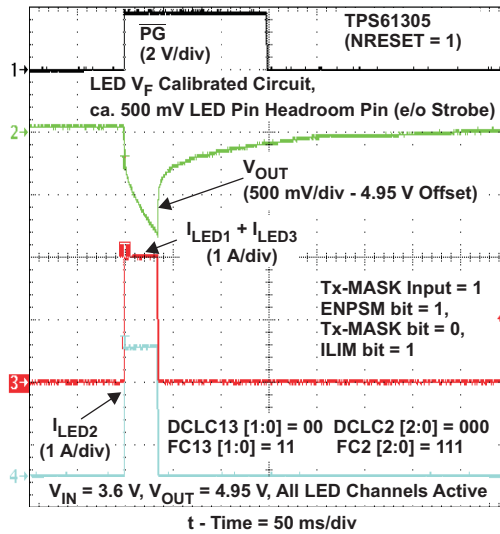 PG
(2 V/div)
TPS61305
(NRESET = 1)
1
LED VF Calibrated Circuit,
ca. 500 mV LED Pin Headroom Pin (e/o Strobe)
2
T
VOUT
(500 mV/div - 4.95 V Offset)
ILED1 + ILED3
(1 A/div)
Tx-MASK Input = 1
ENPSM bit = 1,
Tx-MASK bit = 0,
ILIM bit = 1
3
ILED2
(1 A/div)
DCLC13 [1:0] = 00 DCLC2 [2:0] = 000
FC13 [1:0] = 11 FC2 [2:0] = 111
4
VIN = 3.6 V, VOUT = 4.95 V, All LED Channels Active
t - Time = 50 ms/div